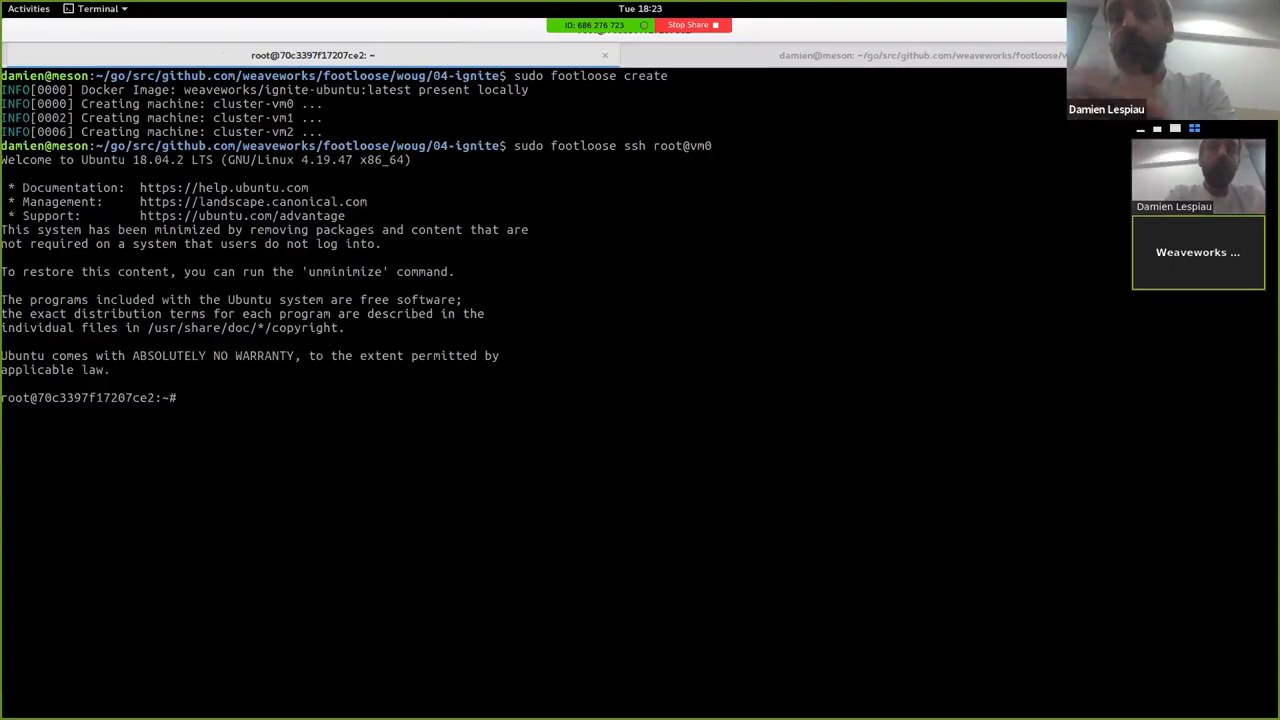 Activities
Terminal
Tue 18:23
ID: 686 276 723
Stop Share
root@70c3397f17207ce2: ~
damien@meson: ~/go/src/github.com/weaveworks/footloose/w
damien@meson:~/go/src/github.com/weaveworks/footloose/woug/04-ignite$ sudo footloose create
INFO[0000] Docker Image: weaveworks/ignite-ubuntu:latest present locally
INFO[0000] Creating machine: cluster-vm0 ...
INFO[0002] Creating machine: cluster-vm1 ...
INFO[0006] Creating machine: cluster-vm2 ...
damien@meson:~/go/src/github.com/weaveworks/footloose/woug/04-ignite$ sudo footloose ssh root@vm0
Welcome to Ubuntu 18.04.2 LTS (GNU/Linux 4.19.47 x86_64)
* Documentation:  https://help.ubuntu.com
* Management:     https://landscape.canonical.com
* Support:        https://ubuntu.com/advantage
This system has been minimized by removing packages and content that are
not required on a system that users do not log into.
To restore this content, you can run the 'unminimize' command.
The programs included with the Ubuntu system are free software;
the exact distribution terms for each program are described in the
individual files in /usr/share/doc/*/copyright.
Ubuntu comes with ABSOLUTELY NO WARRANTY, to the extent permitted by
applicable law.
root@70c3397f17207ce2:~#
Damien Lespiau
Damien Lespiau
Weaveworks ...